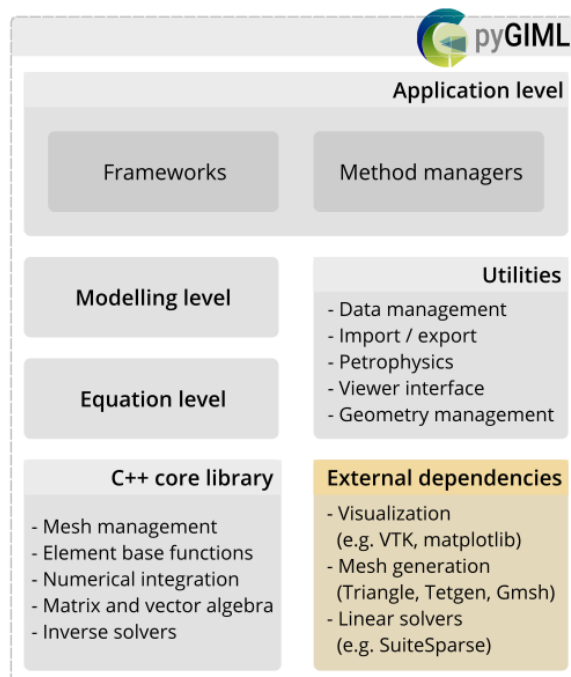 pyGIML
Application level
Frameworks
Method managers
Modelling level
Equation level
Utilities
- Data management
- Import / export
- Petrophysics
- Viewer interface
- Geometry management
C++ core library
- Mesh management
- Element base functions
- Numerical integration
- Matrix and vector algebra
- Inverse solvers
External dependencies
- Visualization
(e.g. VTK, matplotlib)
- Mesh generation
(Triangle, Tetgen, Gmsh)
- Linear solvers
(e.g. SuiteSparse)